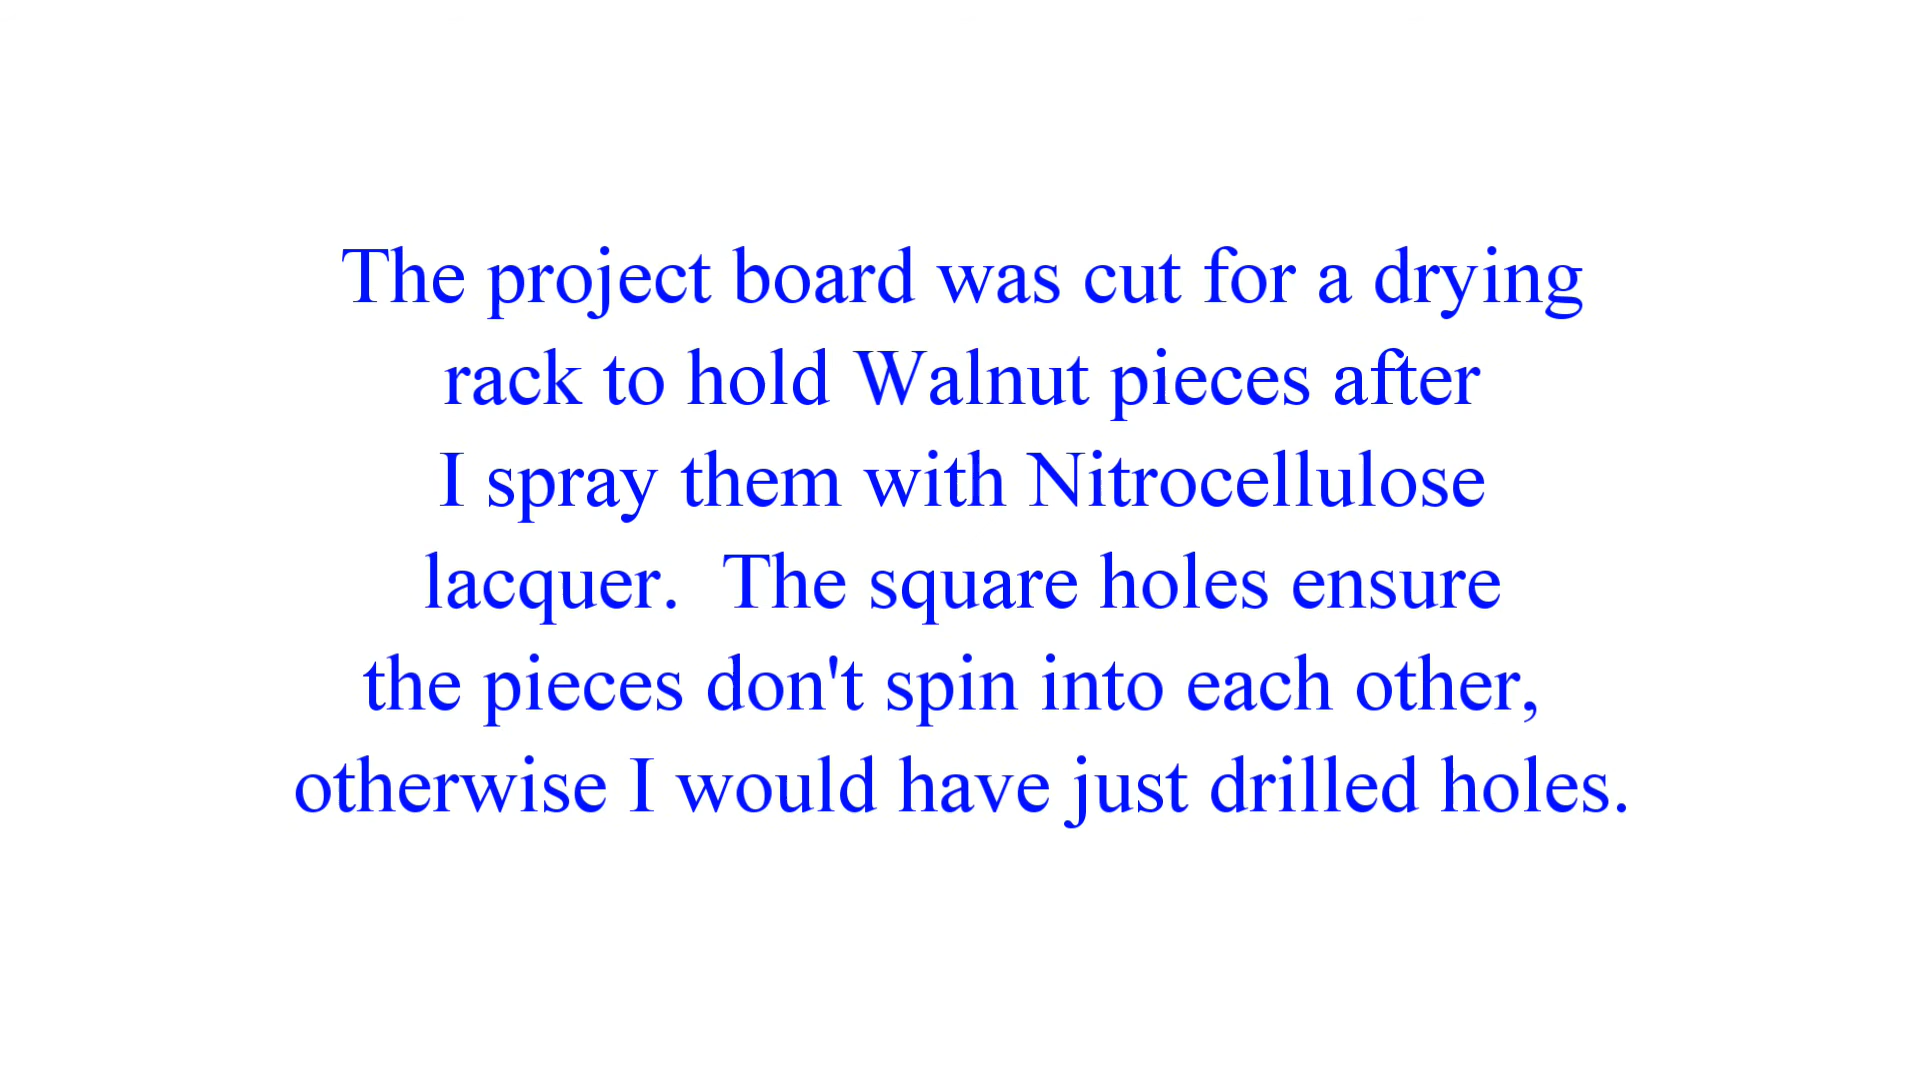 The project board was cut for a drying
rack to hold Walnut pieces after
I spray them with Nitrocellulose
lacquer.  The square holes ensure
the pieces don't spin into each other,
otherwise I would have just drilled holes.